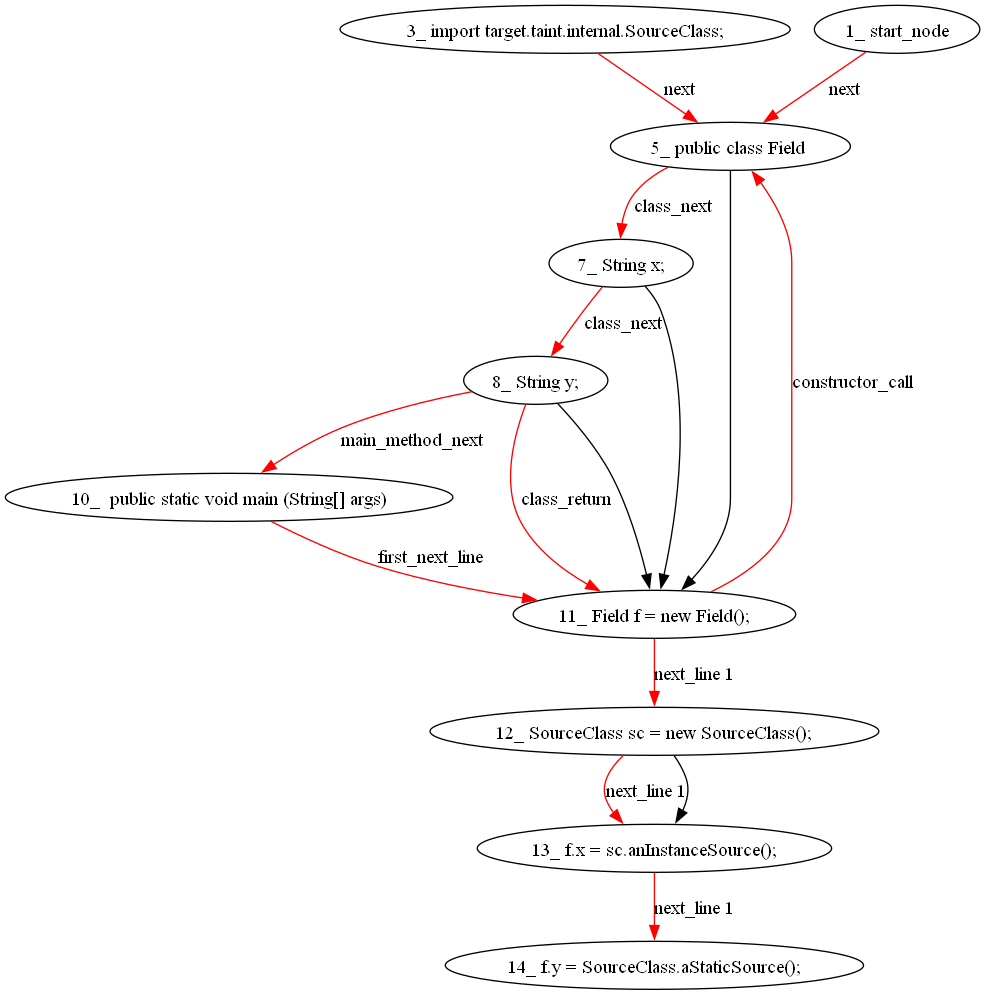 3_ import target.taint.internal.SourceClass;
1_ start_node
next
next
5_ public class Field
class_next
7_ String x;
class_next
8_ String y;
constructor_call
main_method_next
10_  public static void main (String[] args)
class_return
first_next_line
11_ Field f = new Field();
next_line 1
12_ SourceClass sc = new SourceClass();
next_line 1
13_ f.x = sc.anInstanceSource();
next_line 1
14_ f.y = SourceClass.aStaticSource();